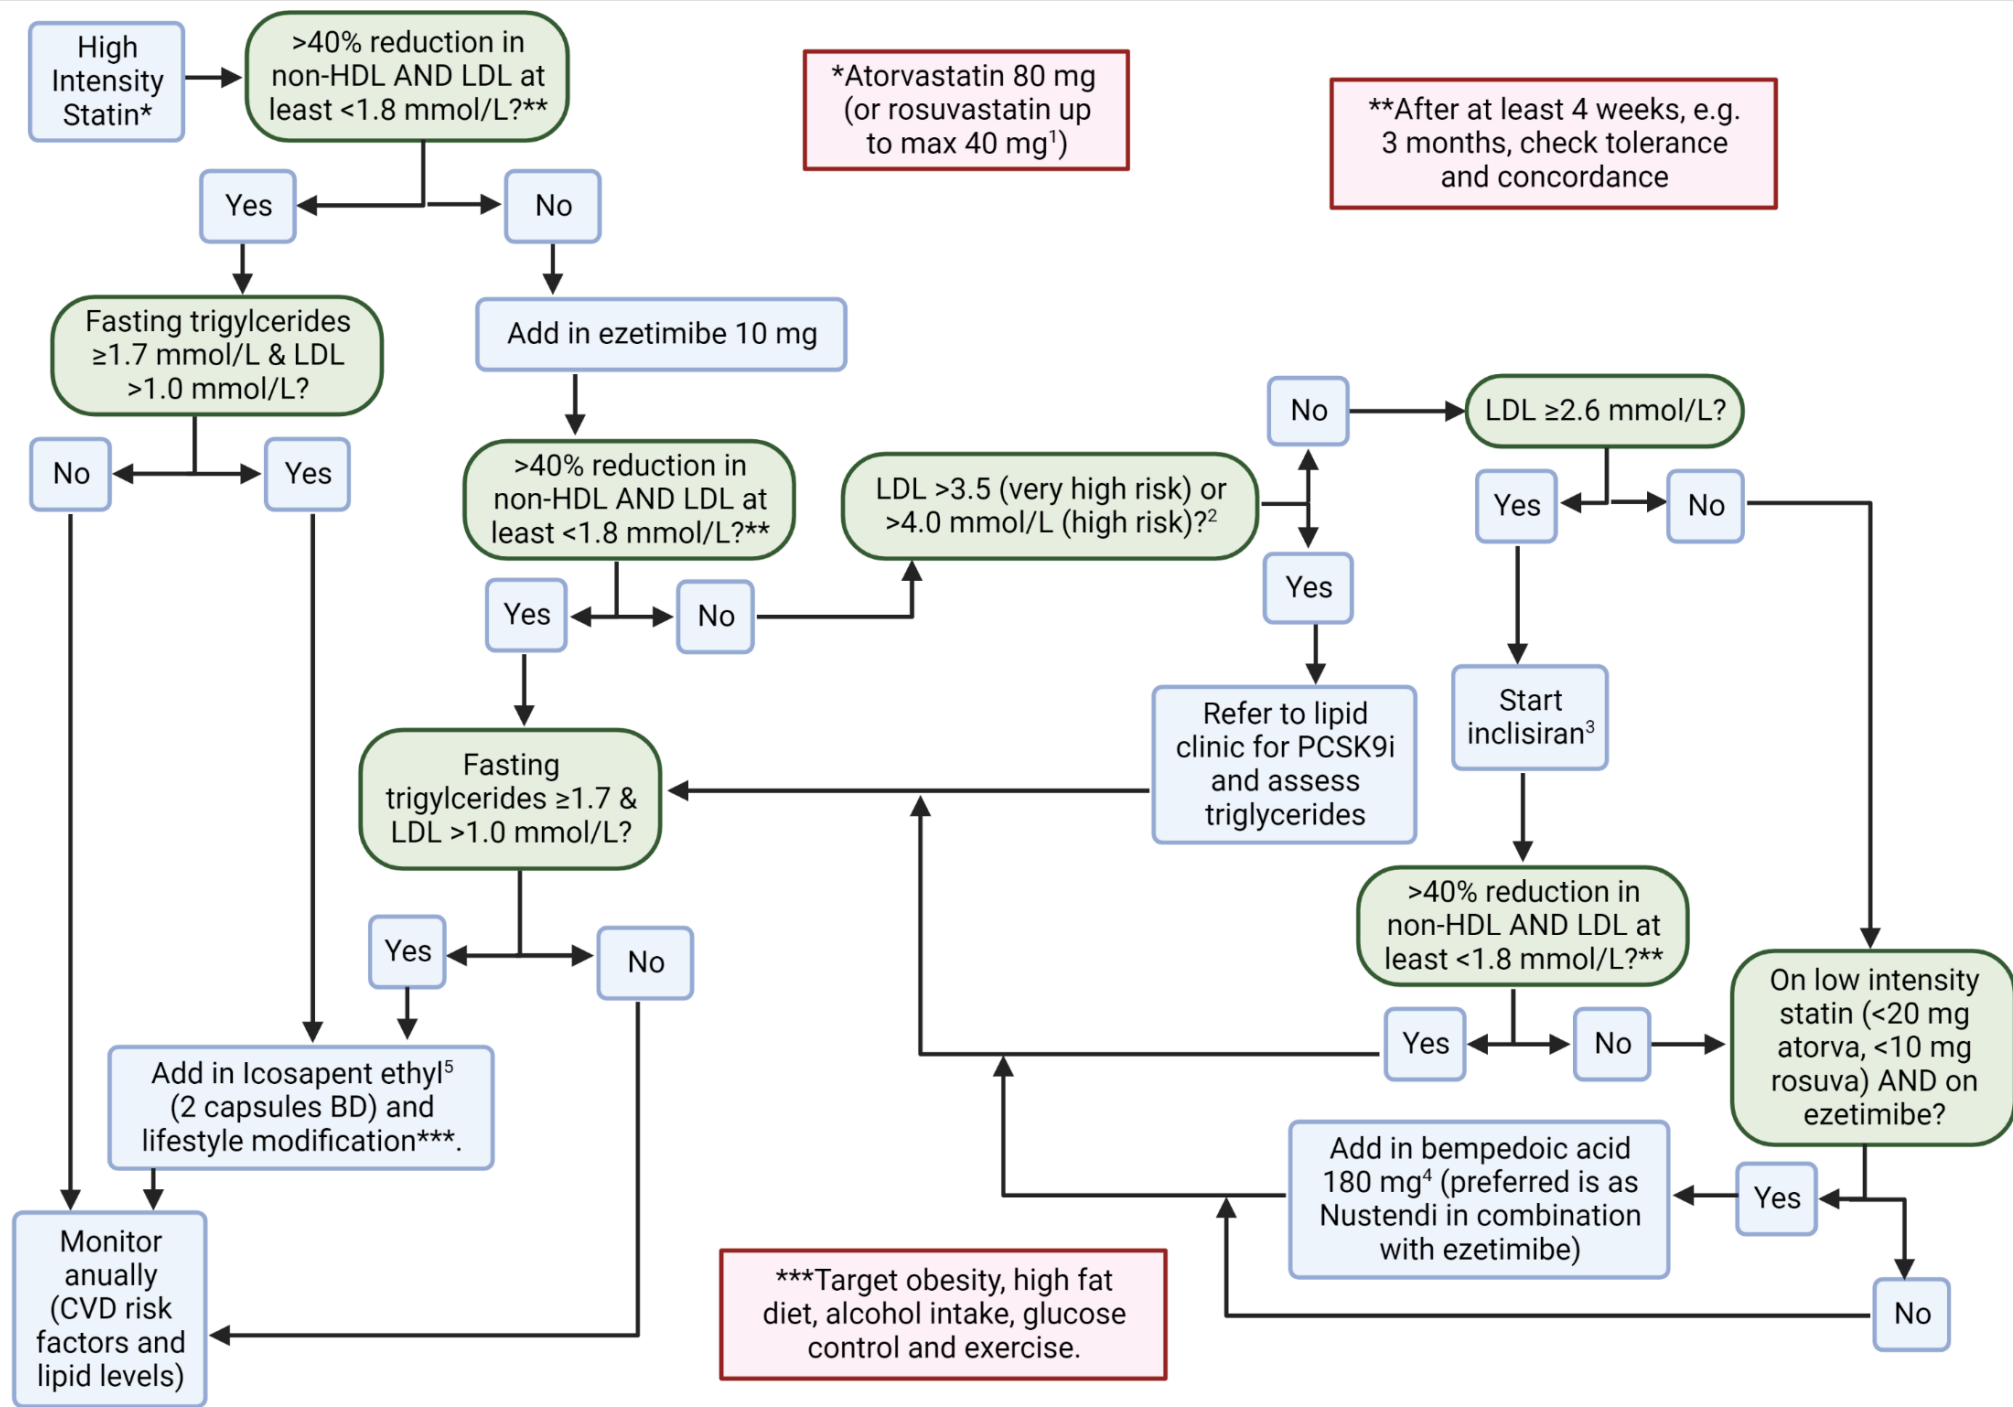 High
Intensity
Statin*
>40% reduction in
non-HDL AND LDL at
least <1.8 mmol/L?**
*Atorvastatin 80 mg
(or rosuvastatin up
to max 40 mg¹)
**After at least 4 weeks, e.g.
3 months, check tolerance
and concordance
Yes
No
Fasting trigylcerides
≥1.7 mmol/L & LDL
>1.0 mmol/L?
Add in ezetimibe 10 mg
No
Yes
>40% reduction in
non-HDL AND LDL at
least <1.8 mmol/L?**
LDL >3.5 (very high risk) or
>4.0 mmol/L (high risk)?²
No
LDL ≥2.6 mmol/L?
Yes
No
Yes
No
Yes
Refer to lipid
clinic for PCSK9i
and assess
triglycerides
Start
inclisiran³
Fasting
trigylcerides ≥1.7 &
LDL >1.0 mmol/L?
>40% reduction in
non-HDL AND LDL at
least <1.8 mmol/L?**
Yes
No
Yes
No
On low intensity
statin (<20 mg
atorva, <10 mg
rosuva) AND on
ezetimibe?
Add in Icosapent ethyl⁵
(2 capsules BD) and
lifestyle modification***.
Add in bempedoic acid
180 mg⁴ (preferred is as
Nustendi in combination
with ezetimibe)
Yes
No
Monitor
anually
(CVD risk
factors and
lipid levels)
***Target obesity, high fat
diet, alcohol intake, glucose
control and exercise.